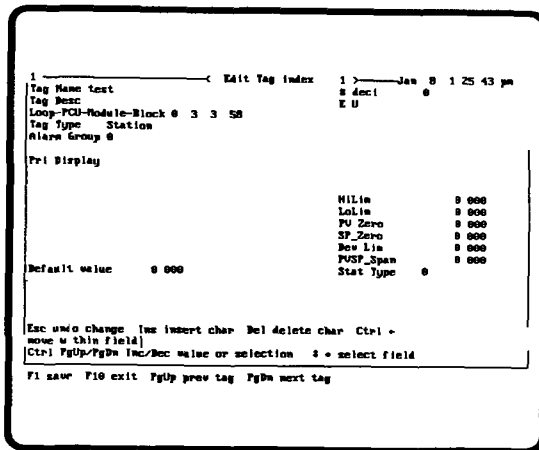 1 < Edit Tag index 1 > Jan 8 1 25 43 pm
Tag Name test # deci 0
Tag Desc E U
Loop-PCU-Module-Block 0 3 3 58
Tag Type Station
Alarm Group 0
Pri Display
HiLim 0 000
LoLim 0 000
PV Zero 0 000
SP_Zero 0 000
Dev Lim 0 000
PVSP_Span 0 000
Default value 0 000 Stat Type 0
Esc undo change Ins insert char Del delete char Ctrl
move w thin field
Ctrl PgUp/PgDn Inc/Dec value or selection select field
F1 save F10 exit PgUp prev tag PgDn next tag